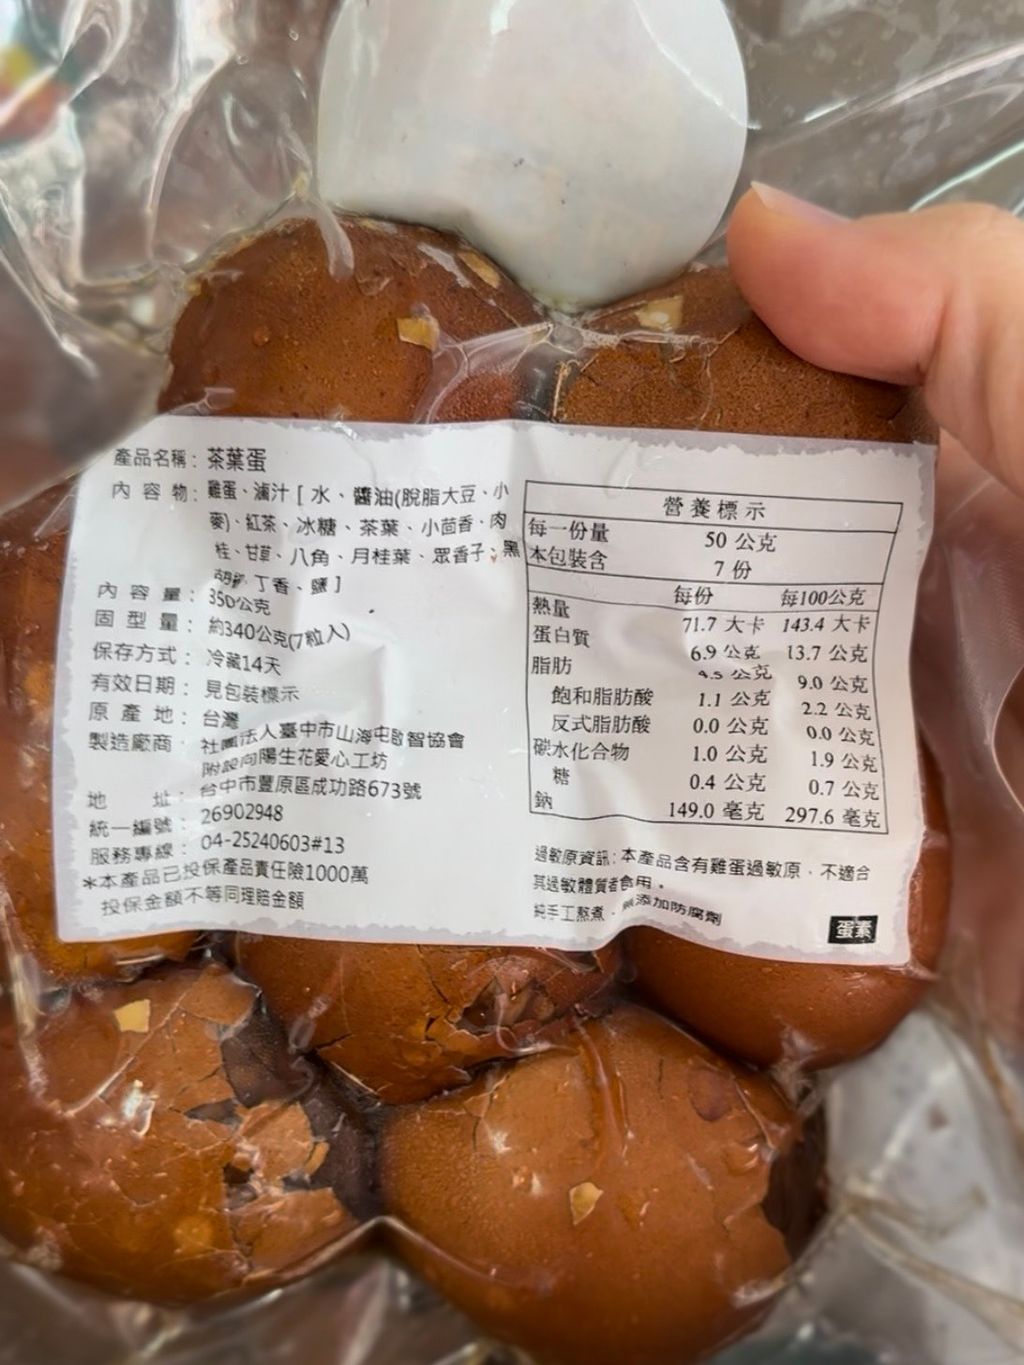 產品名稱：茶葉蛋
內容物：雞蛋、滷汁[水、醬油(脫脂大豆、小
麥)、紅茶、冰糖、茶葉、小茴香、肉
桂、甘草、八角、月桂葉、眾香子、黑
胡椒、丁香、鹽]
內容量：350公克
固型量：約340公克(7粒入)
保存方式：冷藏14天
有效日期：見包裝標示
原產地：台灣
製造廠商：社團法人臺中市山海屯啟智協會
附設向陽生花愛心工坊
地址：台中市豐原區成功路673號
統一編號：26902948
服務專線：04-25240603#13
*本產品已投保產品責任險1000萬
投保金額不等同理賠金額
營養標示
每一份量 50 公克
本包裝含 7 份
每份 每100公克
熱量 71.7 大卡 143.4 大卡
蛋白質 6.9 公克 13.7 公克
脂肪 4.5 公克 9.0 公克
飽和脂肪酸 1.1 公克 2.2 公克
反式脂肪酸 0.0 公克 0.0 公克
碳水化合物 1.0 公克 1.9 公克
糖 0.4 公克 0.7 公克
鈉 149.0 毫克 297.6 毫克
過敏原資訊：本產品含有雞蛋過敏原，不適合
其過敏體質者食用。
純手工熬煮，無添加防腐劑
蛋素